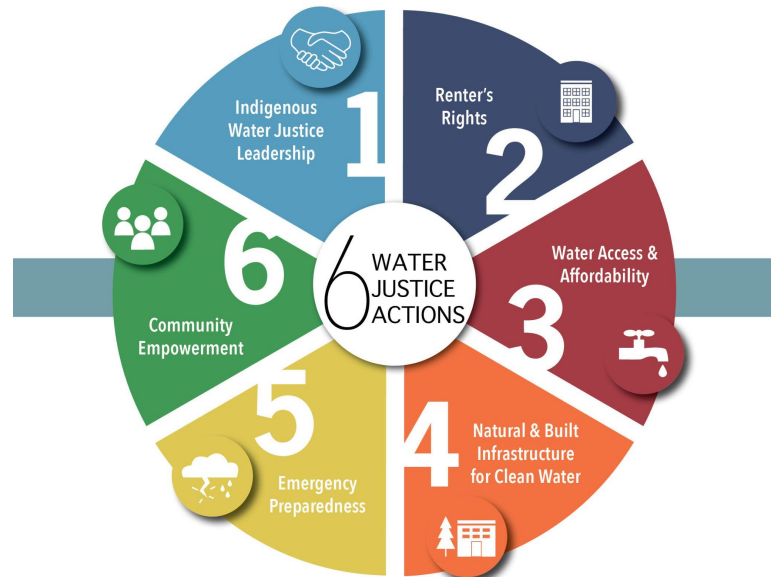 6 WATER
JUSTICE
ACTIONS
1
Indigenous
Water Justice
Leadership
2
Renter's
Rights
3
Water Access &
Affordability
4
Natural & Built
Infrastructure
for Clean Water
5
Emergency
Preparedness
6
Community
Empowerment